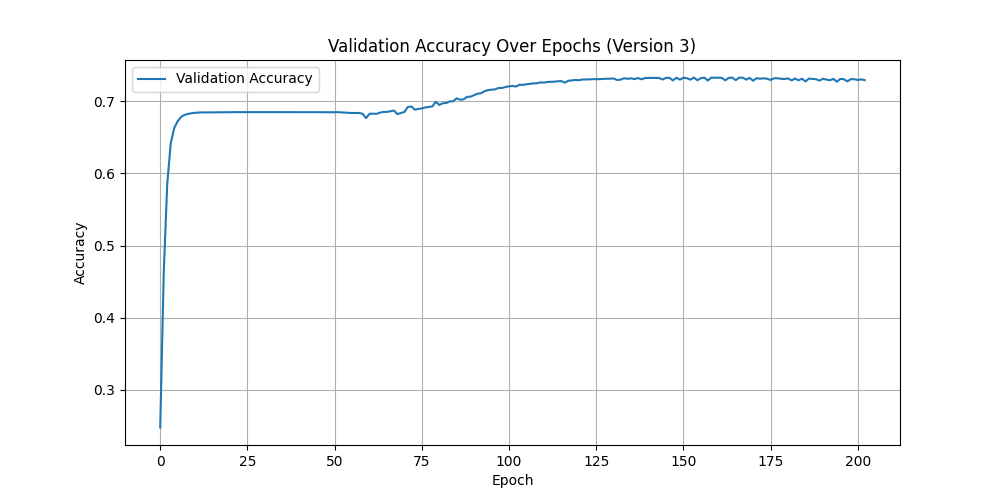 Validation Accuracy Over Epochs (Version 3)
Validation Accuracy
Accuracy
0.7
0.6
0.5
0.4
0.3
0 25 50 75 100 125 150 175 200
Epoch